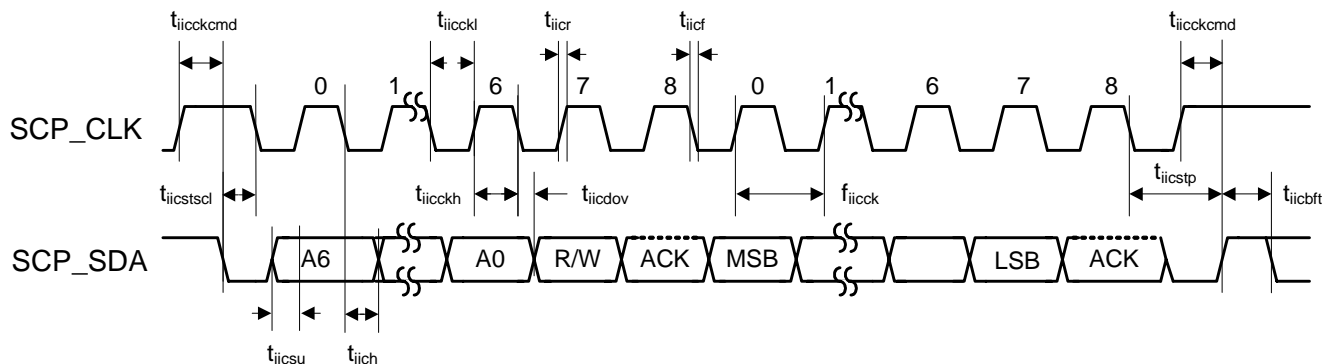 t_iicckcmd t_iicckl t_iicr t_iicf t_iicckcmd
0 1 6 7 8 0 1 6 7 8
SCP_CLK
t_iicstscl t_iicckh t_iicdov f_iicck t_iicstp t_iicbft
SCP_SDA A6 A0 R/W ACK MSB LSB ACK
t_iicsu t_iich